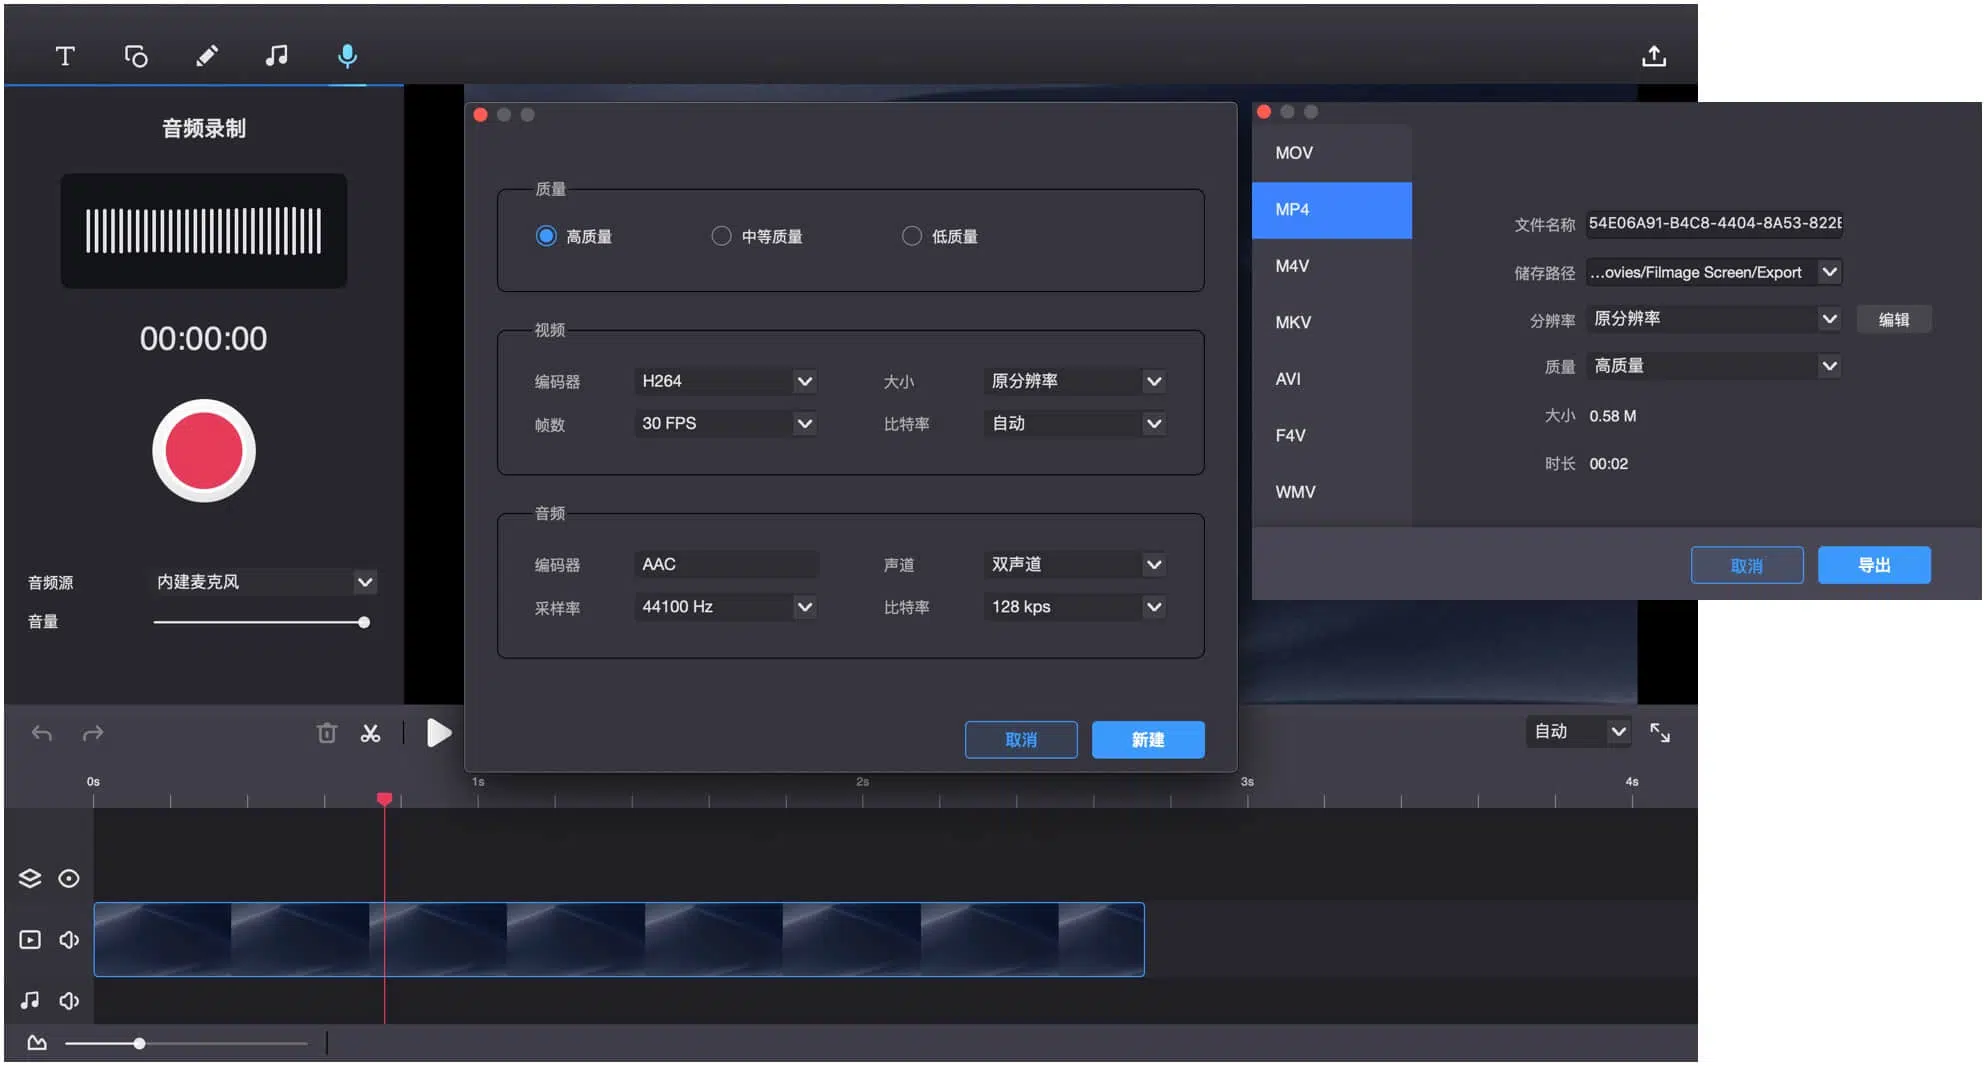 音频录制
00:00:00
音频源 内建麦克风
音量
质量
高质量 中等质量 低质量
视频
编码器 H264 大小 原分辨率
帧数 30 FPS 比特率 自动
音频
编码器 AAC 声道 双声道
采样率 44100 Hz 比特率 128 kps
取消 新建
MOV
MP4
M4V
MKV
AVI
F4V
WMV
文件名称 54E06A91-B4C8-4404-8A53-822E
储存路径 ...ovies/Filmage Screen/Export
分辨率 原分辨率 编辑
质量 高质量
大小 0.58 M
时长 00:02
取消 导出
自动
0s 1s 2s 3s 4s